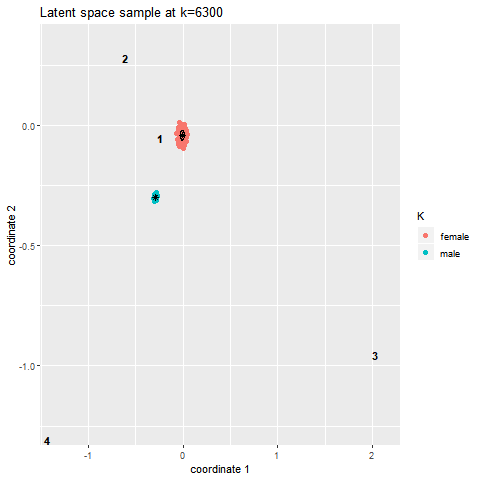 Latent space sample at k=6300
2
0.0
1
coordinate 2
-0.5
K
female
male
3
-1.0
4
-1
0
1
2
coordinate 1